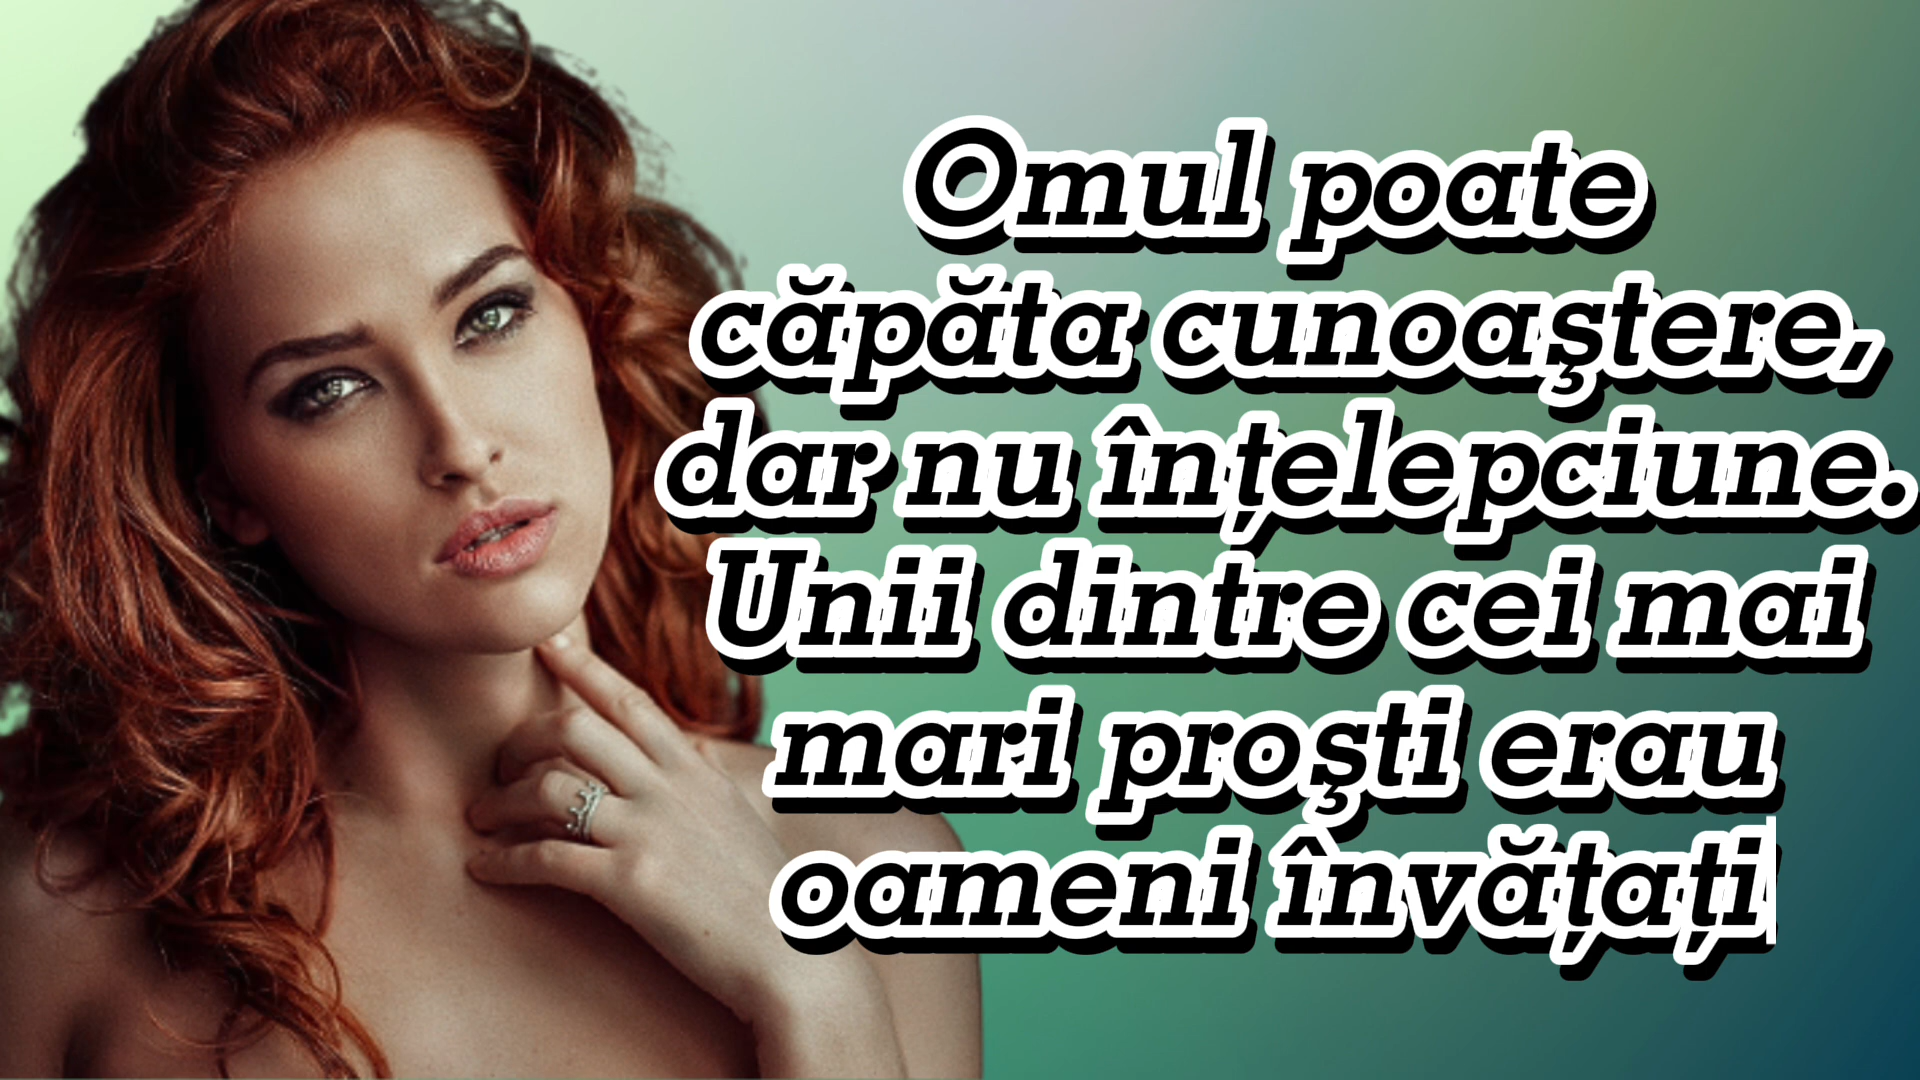 Omul poate
căpăta cunoaştere,
dar nu înțelepciune.
Unii dintre cei mai
mari proşti erau
oameni învățați